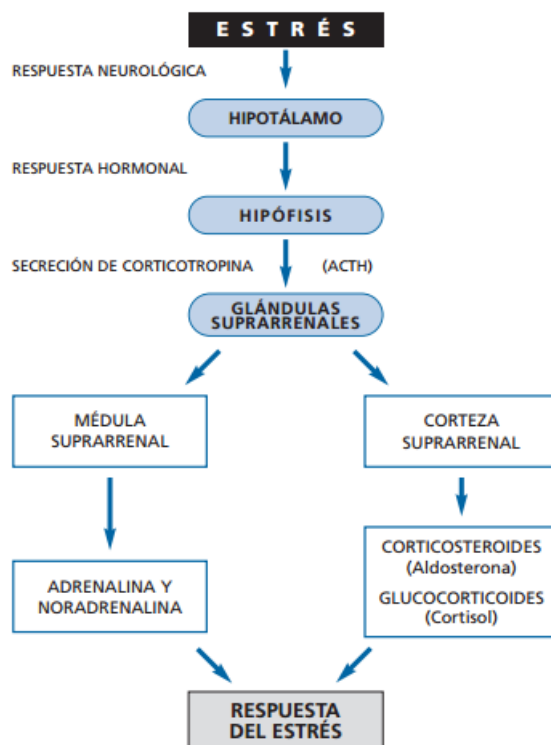 ESTRÉS
RESPUESTA NEUROLÓGICA
HIPOTÁLAMO
RESPUESTA HORMONAL
HIPÓFISIS
SECRECIÓN DE CORTICOTROPINA (ACTH)
GLÁNDULAS
SUPRARRENALES
MÉDULA
SUPRARRENAL
CORTEZA
SUPRARRENAL
ADRENALINA Y
NORADRENALINA
CORTICOSTEROIDES
(Aldosterona)
GLUCOCORTICOIDES
(Cortisol)
RESPUESTA
DEL ESTRÉS